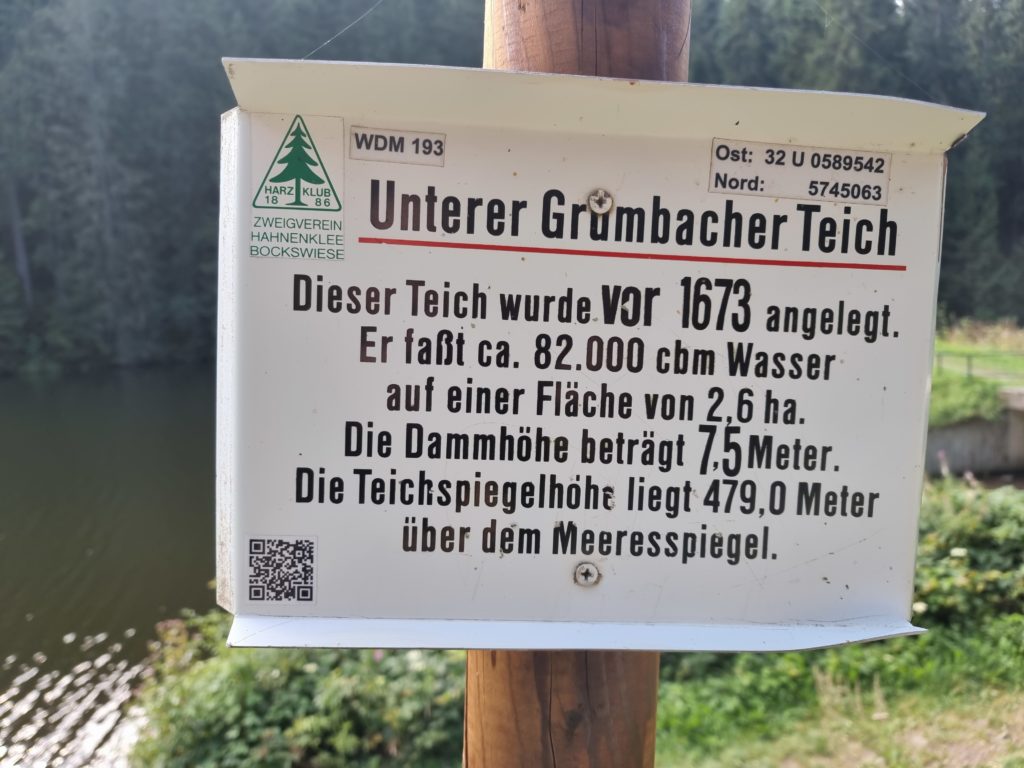 HARZ KLUB
18 86
ZWEIGVEREIN
HAHNENKLEE
BOCKSWIESE
WDM 193
Ost: 32 U 0589542
Nord: 5745063
Unterer Grumbacher Teich
Dieser Teich wurde vor 1673 angelegt.
Er faßt ca. 82.000 cbm Wasser
auf einer Fläche von 2,6 ha.
Die Dammhöhe beträgt 7,5 Meter.
Die Teichspiegelhöhe liegt 479,0 Meter
über dem Meeresspiegel.